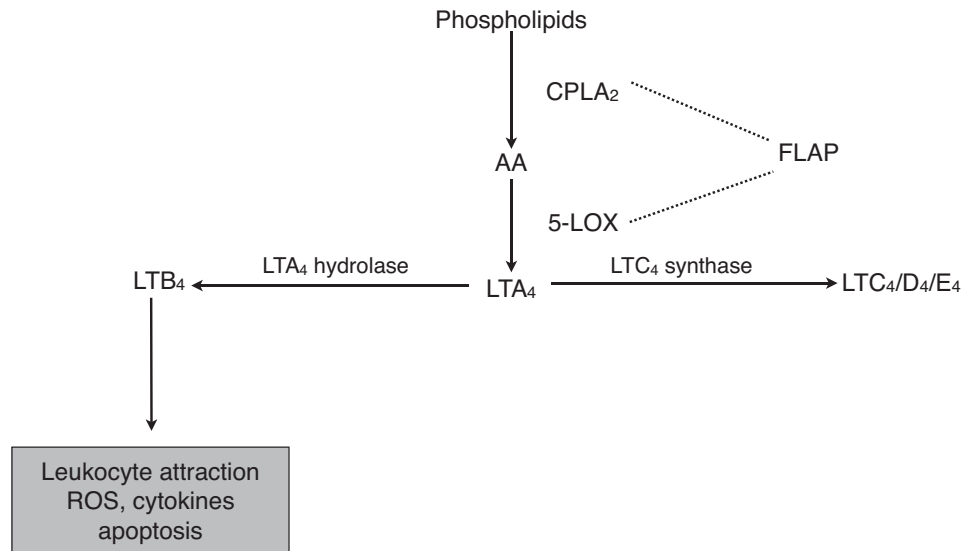 Phospholipids
CPLA₂
FLAP
AA
5-LOX
LTA₄ hydrolase
LTC₄ synthase
LTB₄
LTA₄
LTC₄/D₄/E₄
Leukocyte attraction
ROS, cytokines
apoptosis